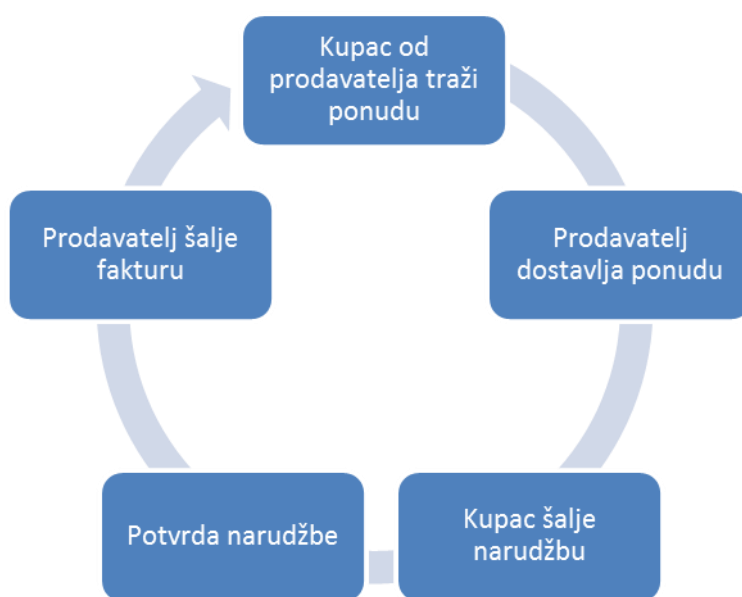 Kupac od
prodavatelja traži
ponudu
Prodavatelj
dostavlja ponudu
Kupac šalje
narudžbu
Potvrda narudžbe
Prodavatelj šalje
fakturu